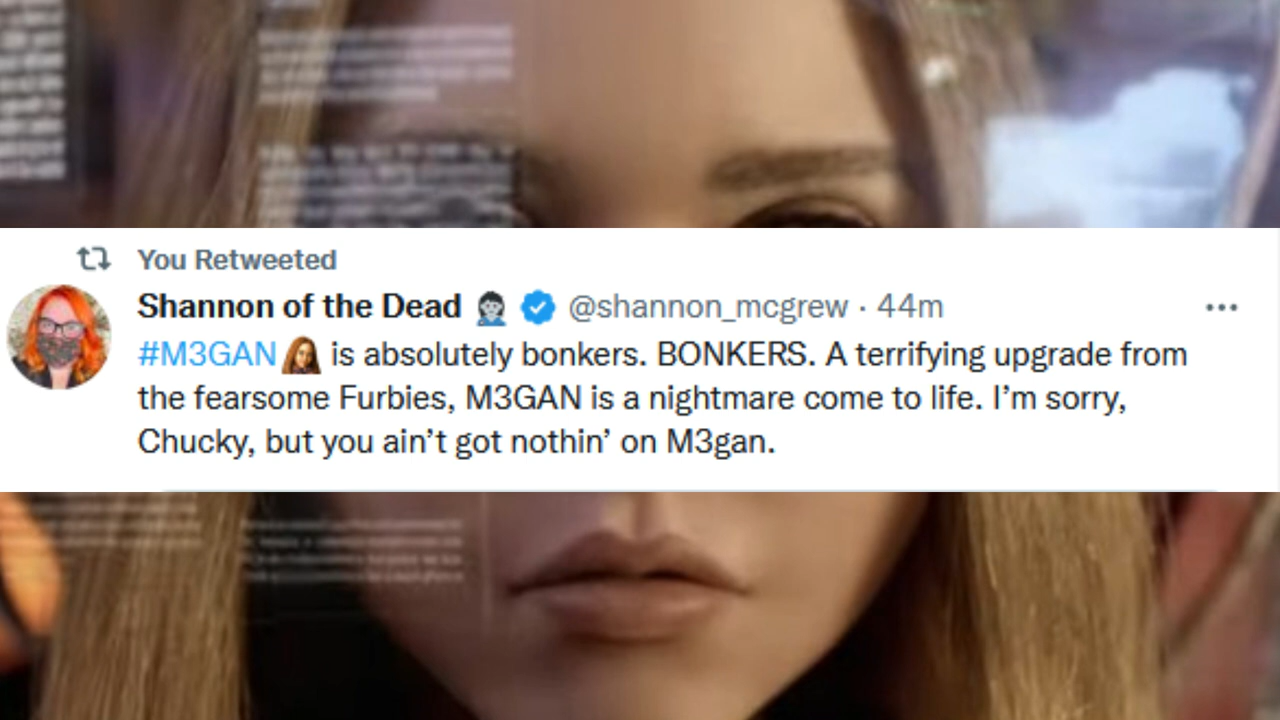 You Retweeted
Shannon of the Dead 🧛🏻‍♀️ @shannon_mcgrew · 44m
#M3GAN is absolutely bonkers. BONKERS. A terrifying upgrade from
the fearsome Furbies, M3GAN is a nightmare come to life. I’m sorry,
Chucky, but you ain’t got nothin’ on M3gan.